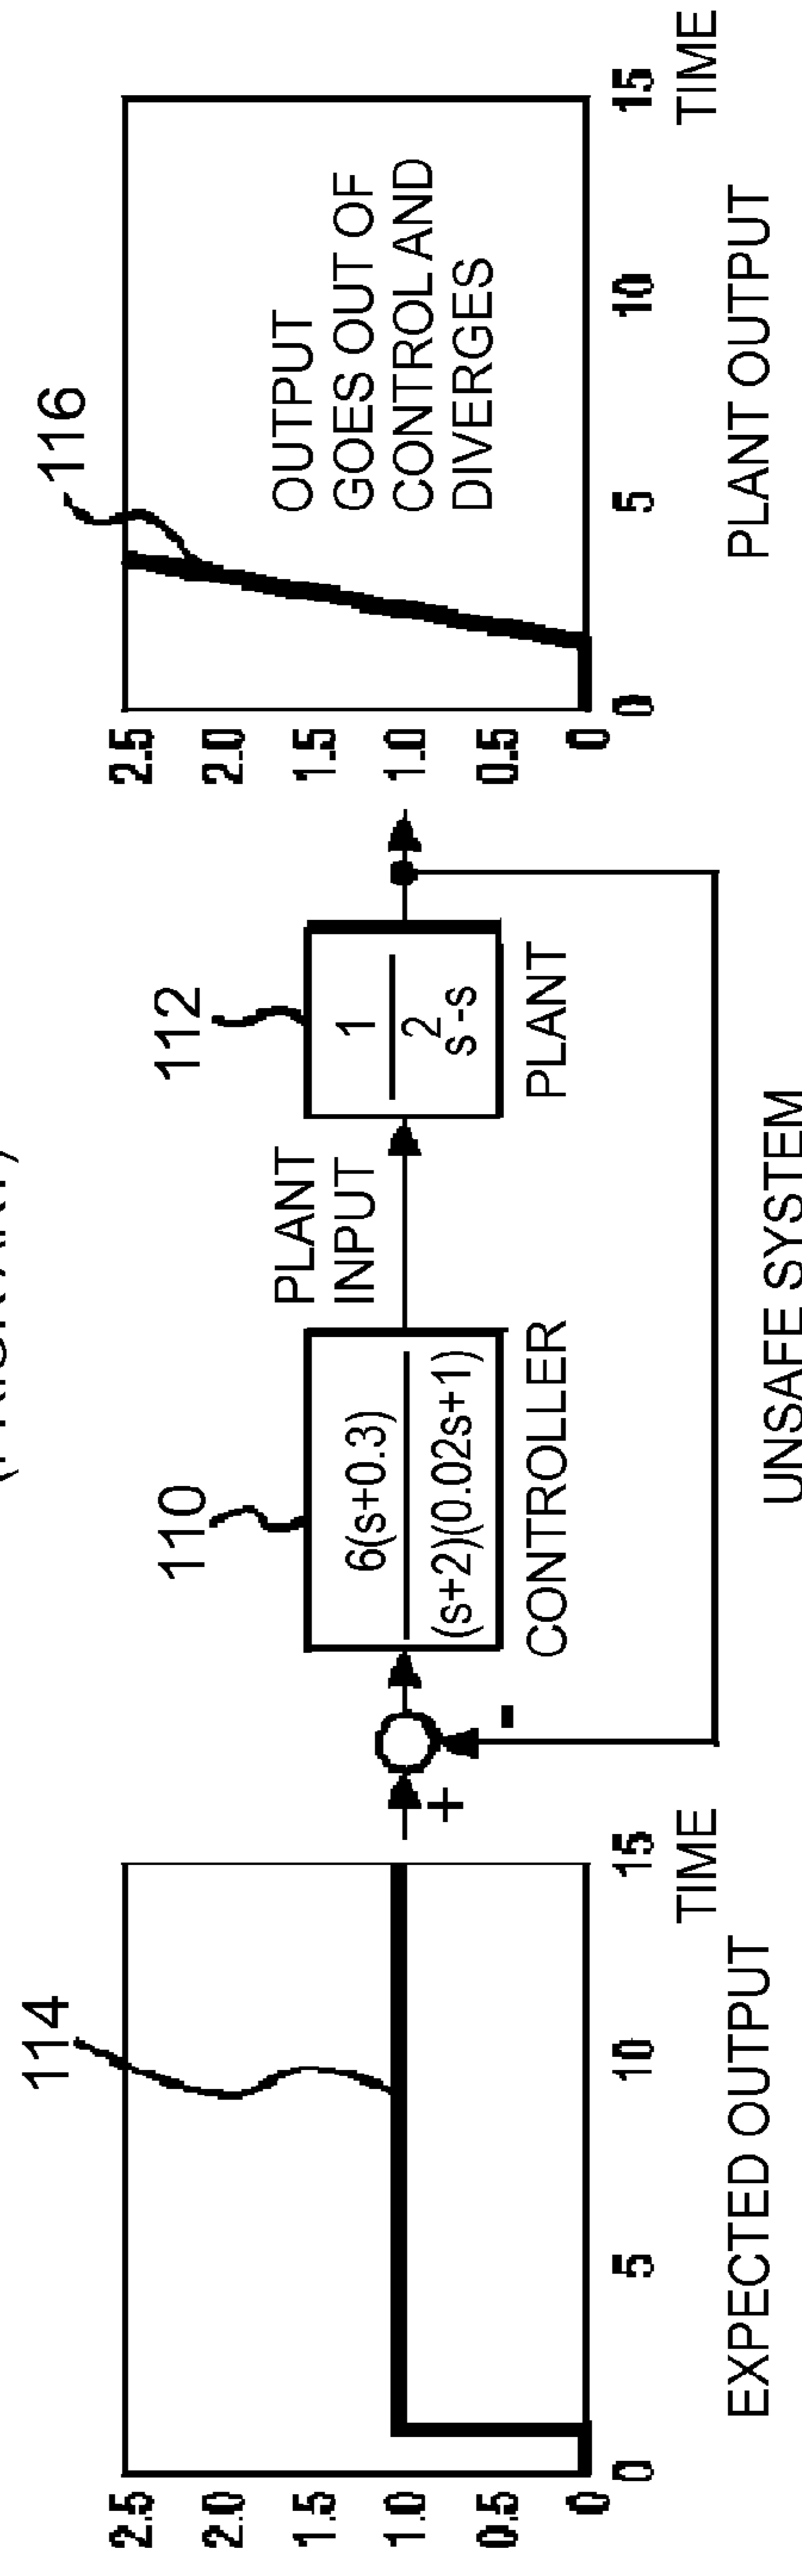 (PRIOR ART)
114
2.5
2.0
1.5
1.0
0.5
0
0
5
10
15
TIME
EXPECTED OUTPUT
+
-
110
6(s+0.3)
(s+2)(0.02s+1)
CONTROLLER
PLANT
INPUT
112
1
2
s -s
PLANT
UNSAFE SYSTEM
116
2.5
2.0
1.5
1.0
0.5
0
OUTPUT
GOES OUT OF
CONTROL AND
DIVERGES
0
5
10
15
TIME
PLANT OUTPUT